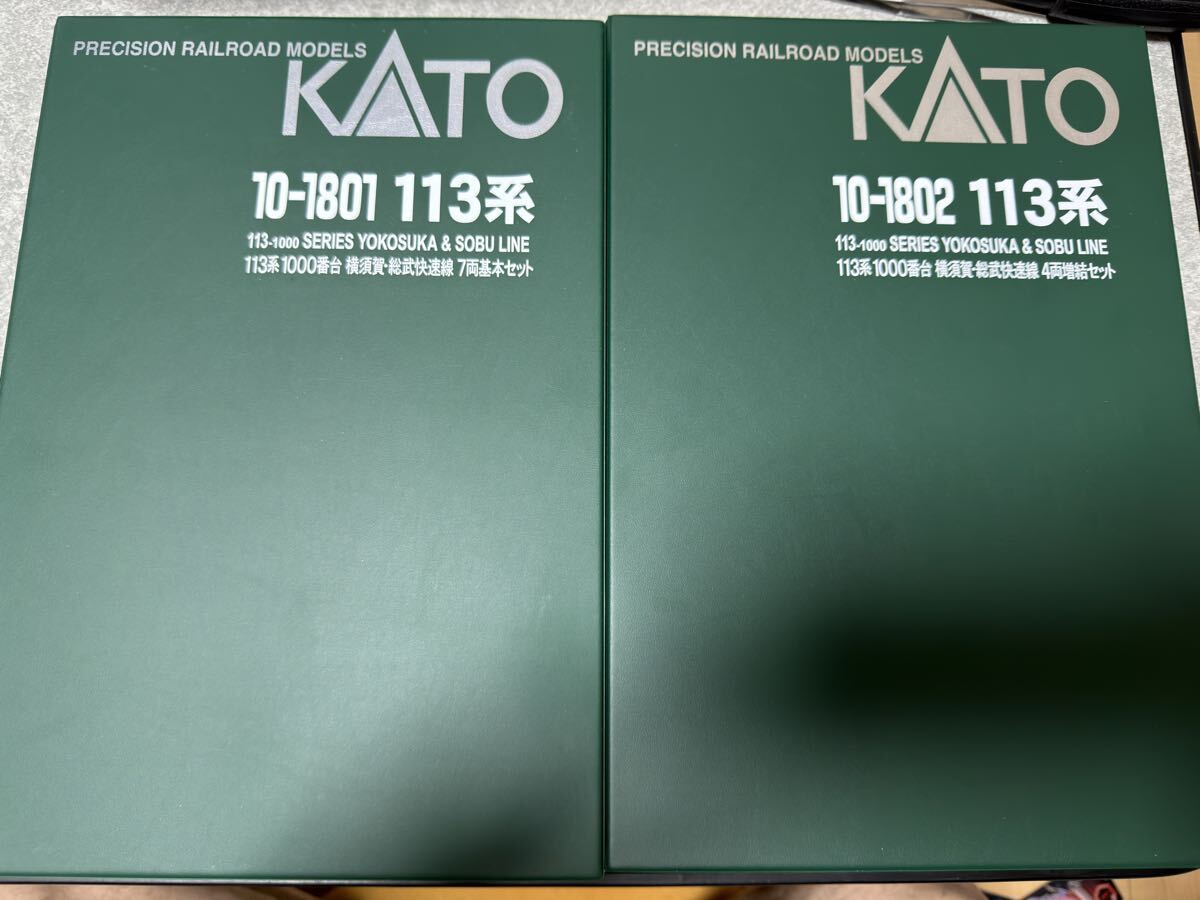 PRECISION RAILROAD MODELS
KATO
10-1801 113系
113-1000 SERIES YOKOSUKA & SOBU LINE
113系1000番台 横須賀・総武快速線 7両基本セット
PRECISION RAILROAD MODELS
KATO
10-1802 113系
113-1000 SERIES YOKOSUKA & SOBU LINE
113系1000番台 横須賀・総武快速線 4両増結セット